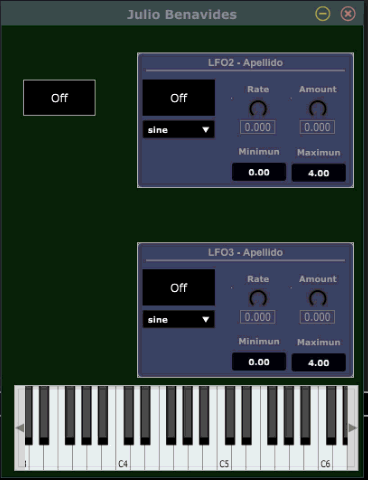 Julio Benavides
LFO2 - Apellido
Off
Off
Rate
Amount
sine
0.000
0.000
Minimun
Maximun
0.00
4.00
LFO3 - Apellido
Off
Rate
Amount
sine
0.000
0.000
Minimun
Maximun
0.00
4.00
C4
C5
C6